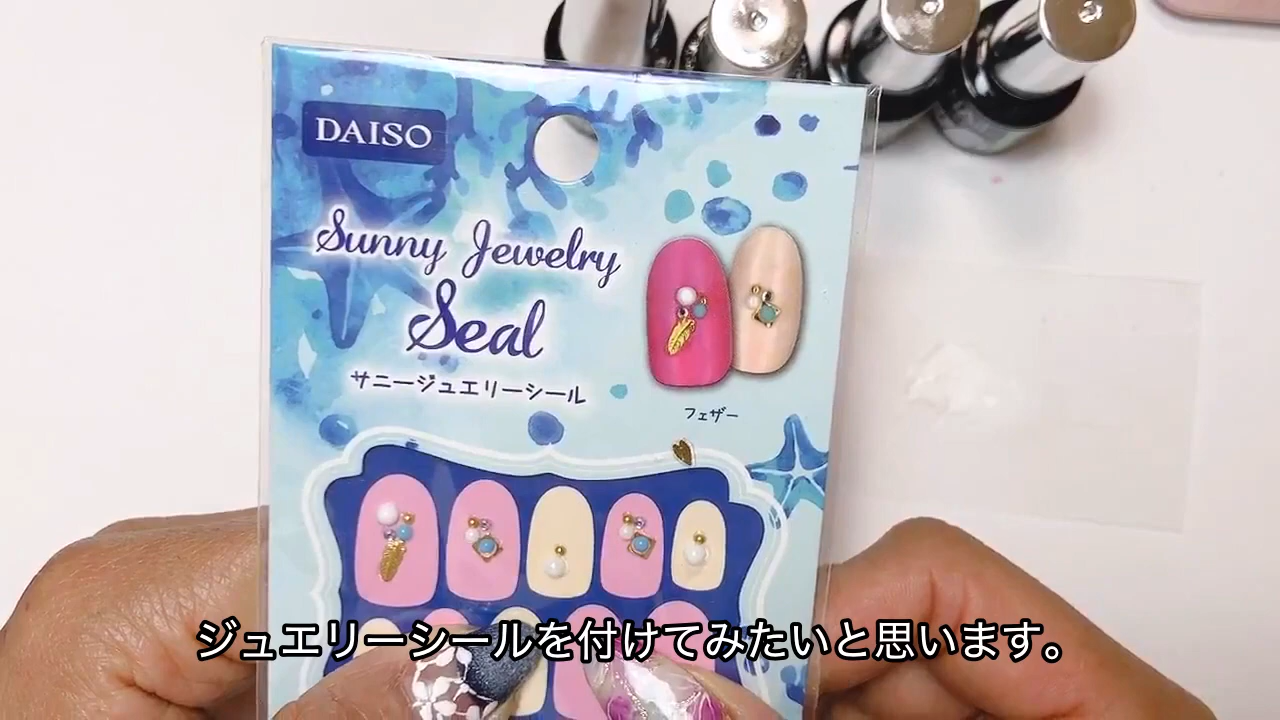 DAISO
Sunny Jewelry
Seal
サニージュエリーシール
フェザー
ジュエリーシールを付けてみたいと思います。